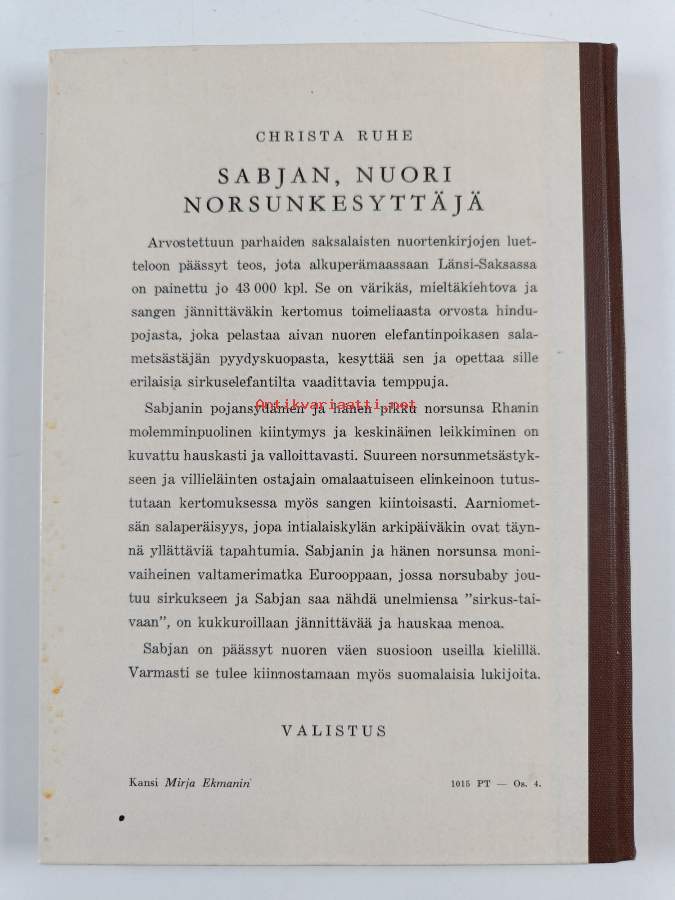 CHRISTA RUHE
SABJAN, NUORI
NORSUNKESYTTÄJÄ
Arvostettuun parhaiden saksalaisten nuortenkirjojen luet-
teloon päässyt teos, jota alkuperämaassaan Länsi-Saksassa
on painettu jo 43 000 kpl. Se on värikäs, mieltäkiehtova ja
sangen jännittäväkin kertomus toimeliaasta orvosta hindu-
pojasta, joka pelastaa aivan nuoren elefantinpoikasen sala-
metsästäjän pyydyskuopasta, kesyttää sen ja opettaa sille
erilaisia sirkuselefantilta vaadittavia temppuja.
Antikvariaatti.net
Sabjanin pojansydämen ja hänen pikku norsunsa Rhanin
molemminpuolinen kiintymys ja keskinäinen leikkiminen on
kuvattu hauskasti ja valloittavasti. Suureen norsunmetsästyk-
seen ja villieläinten ostajain omalaatuiseen elinkeinoon tutus-
tutaan kertomuksessa myös sangen kiintoisasti. Aarniomet-
sän salaperäisyys, jopa intialaiskylän arkipäiväkin ovat täyn-
nä yllättäviä tapahtumia. Sabjanin ja hänen norsunsa moni-
vaiheinen valtamerimatka Eurooppaan, jossa norsubaby jou-
tuu sirkukseen ja Sabjan saa nähdä unelmiensa ”sirkus-tai-
vaan”, on kukkuroillaan jännittävää ja hauskaa menoa.
Sabjan on päässyt nuoren väen suosioon useilla kielillä.
Varmasti se tulee kiinnostamaan myös suomalaisia lukijoita.
VALISTUS
Kansi Mirja Ekmanin
1015 PT — Os. 4.